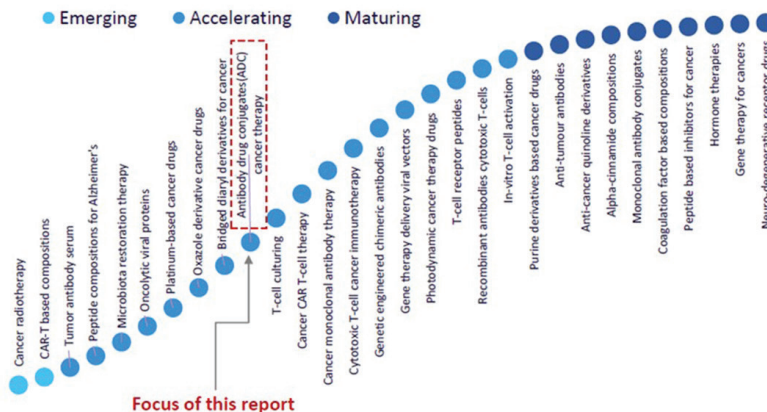 Emerging
Accelerating
Maturing
Cancer radiotherapy
CAR-T based compositions
Tumor antibody serum
Peptide compositions for Alzheimer's
Microbiota restoration therapy
Oncolytic viral proteins
Platinum-based cancer drugs
Oxazole derivative cancer drugs
Bridged diaryl derivatives for cancer
Antibody drug conjugates(ADC)
cancer therapy
T-cell culturing
Cancer CAR T-cell therapy
Cancer monoclonal antibody therapy
Cytotoxic T-cell cancer immunotherapy
Genetic engineered chimeric antibodies
Gene therapy delivery viral vectors
Photodynamic cancer therapy drugs
T-cell receptor peptides
Recombinant antibodies cytotoxic T-cells
In-vitro T-cell activation
Purine derivatives based cancer drugs
Anti-tumour antibodies
Anti-cancer quinoline derivatives
Alpha-cinnamide compositions
Monoclonal antibody conjugates
Coagulation factor based compositions
Peptide based inhibitors for cancer
Hormone therapies
Gene therapy for cancers
Neuro-degenerative receptor drugs
Focus of this report